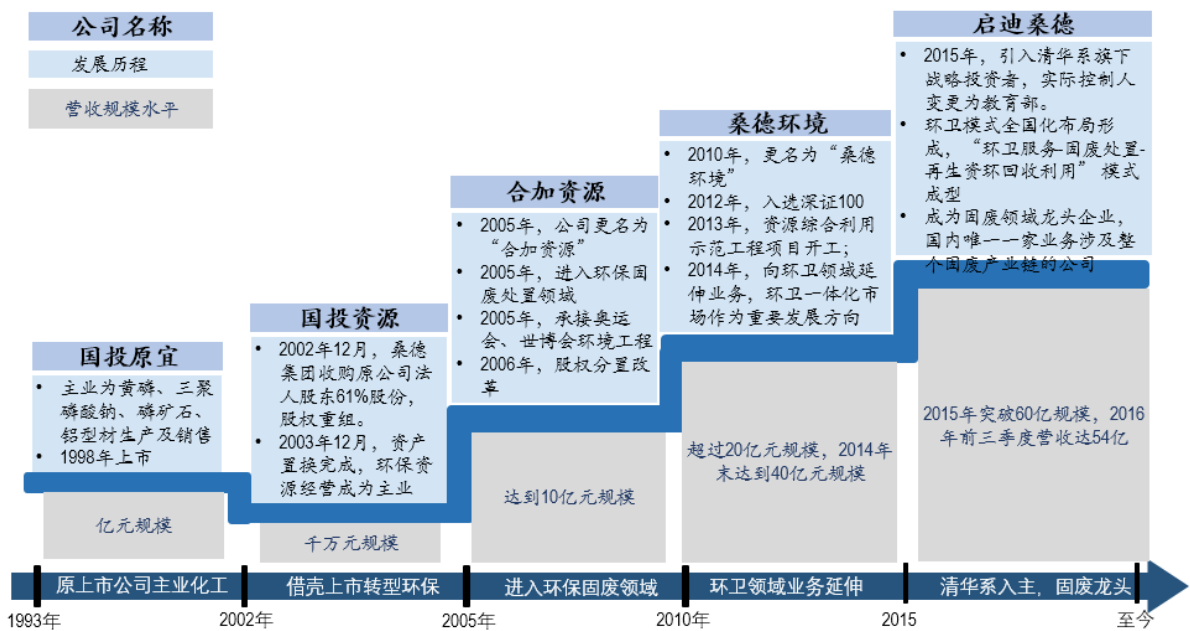 公司名称
发展历程
营收规模水平
国投原宜
• 主业为黄磷、三聚
磷酸钠、磷矿石、
铝型材生产及销售
• 1998年上市
亿元规模
国投资源
• 2002年12月，桑德
集团收购原公司法
人股东61%股份，
股权重组。
• 2003年12月，资产
置换完成，环保资
源经营成为主业
千万元规模
合加资源
• 2005年，公司更名为
“合加资源”
• 2005年，进入环保固
废处置领域
• 2005年，承接奥运
会、世博会环境工程
• 2006年，股权分置改
革
达到10亿元规模
桑德环境
• 2010年，更名为“桑德
环境”
• 2012年，入选深证100
• 2013年，资源综合利用
示范工程项目开工；
• 2014年，向环卫领域延
伸业务，环卫一体化市
场作为重要发展方向
超过20亿元规模，2014年
末达到40亿元规模
启迪桑德
• 2015年，引入清华系旗下
战略投资者，实际控制人
变更为教育部。
• 环卫模式全国化布局形
成，“环卫服务-固废处置-
再生资环回收利用”模式
成型
• 成为固废领域龙头企业，
国内唯一一家业务涉及整
个固废产业链的公司
2015年突破60亿规模，2016
年前三季度营收达54亿
原上市公司主业化工
借壳上市转型环保
进入环保固废领域
环卫领域业务延伸
清华系入主，固废龙头
1993年
2002年
2005年
2010年
2015
至今